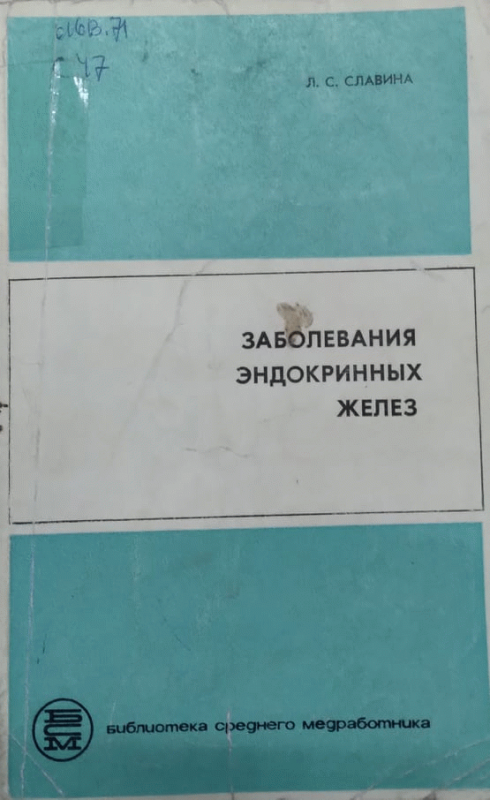 616В.71
С 47
Л. С. СЛАВИНА
ЗАБОЛЕВАНИЯ
ЭНДОКРИННЫХ
ЖЕЛЕЗ
БСМ
библиотека среднего медработника